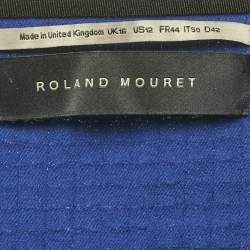 Made in United Kingdom UK16 US12 FR44 IT50 D42
ROLAND MOURET